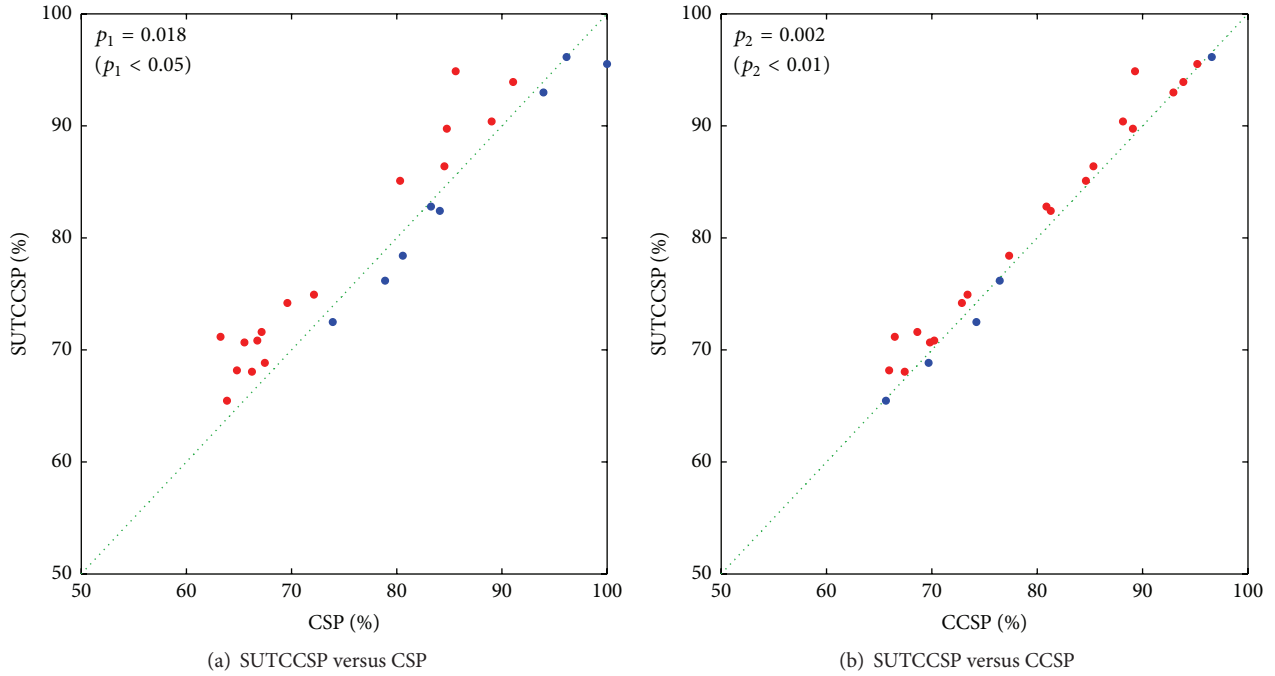 100
90
80
70
60
50
SUTCCSP (%)
p1 = 0.018
(p1 < 0.05)
50
60
70
80
90
100
CSP (%)
(a) SUTCCSP versus CSP
100
90
80
70
60
50
SUTCCSP (%)
p2 = 0.002
(p2 < 0.01)
50
60
70
80
90
100
CCSP (%)
(b) SUTCCSP versus CCSP